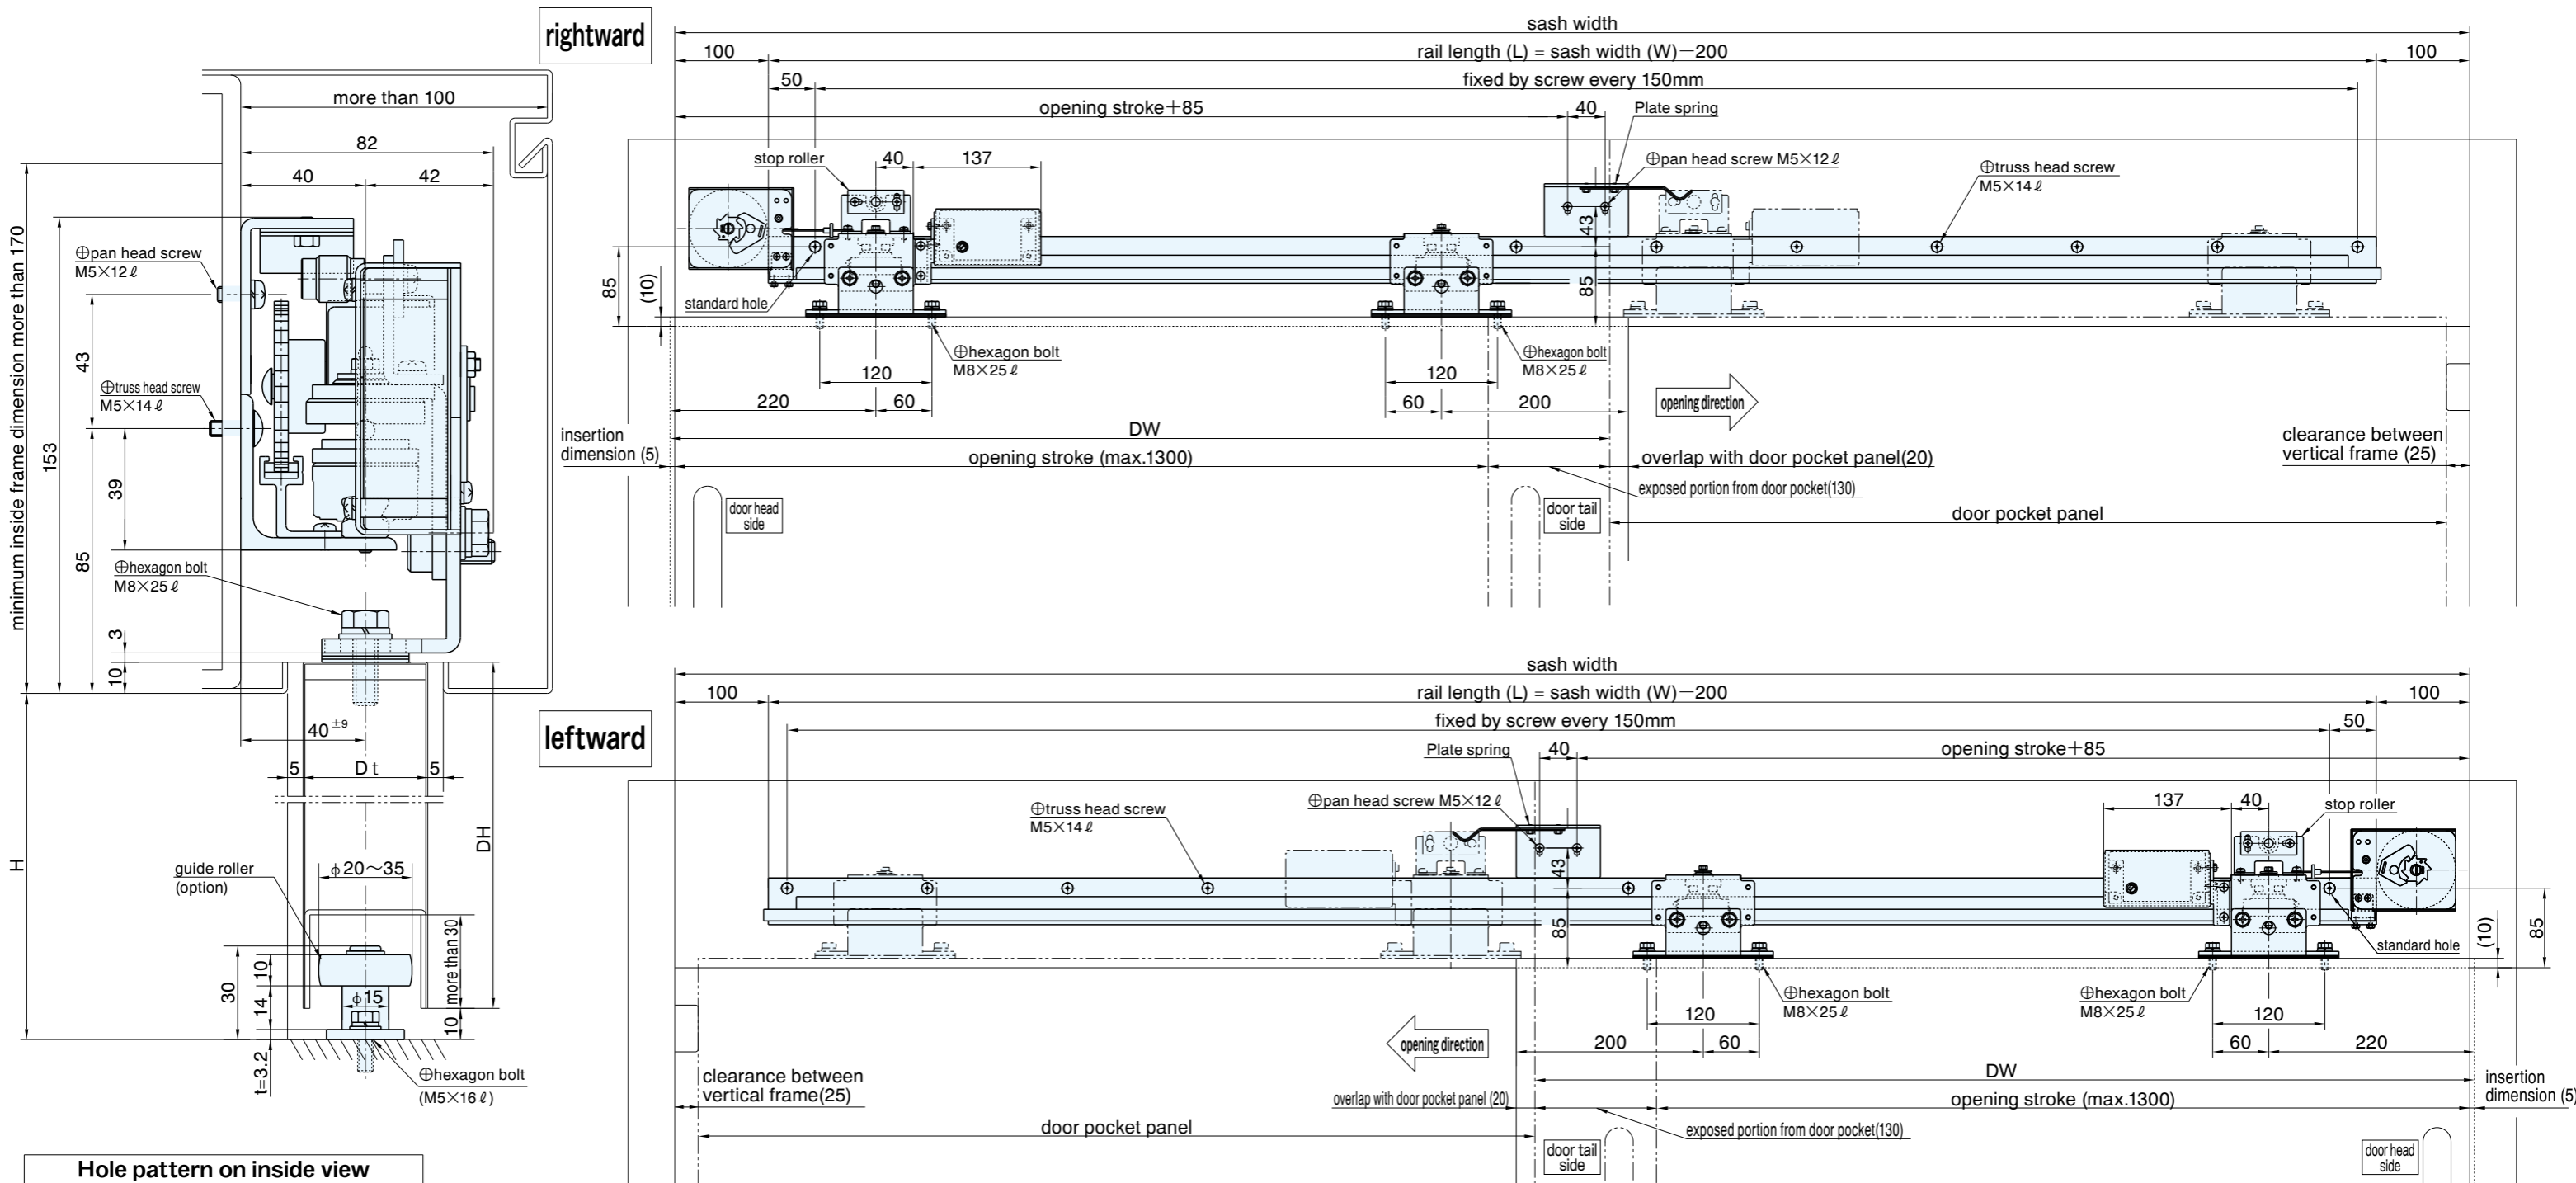 rightward
sash width
100
rail length (L) = sash width (W)−200
100
50
fixed by screw every 150mm
opening stroke+85
40
Plate spring
stop roller
40
137
⊕pan head screw M5×12ℓ
⊕truss head screw
M5×14ℓ
43
85
(10)
85
standard hole
⊕hexagon bolt
M8×25ℓ
⊕hexagon bolt
M8×25ℓ
120
120
220
60
60
200
opening direction
DW
insertion
dimension (5)
opening stroke (max.1300)
overlap with door pocket panel(20)
clearance between
vertical frame (25)
exposed portion from door pocket(130)
door head
side
door tail
side
door pocket panel
more than 100
82
40
42
minimum inside frame dimension more than 170
153
⊕pan head screw
M5×12ℓ
43
⊕truss head screw
M5×14ℓ
39
85
⊕hexagon bolt
M8×25ℓ
3
10
40±9
5
Dt
5
H
DH
guide roller
(option)
φ20～35
more than 30
30
10
14
φ15
10
t=3.2
⊕hexagon bolt
(M5×16ℓ)
Hole pattern on inside view
leftward
sash width
100
rail length (L) = sash width (W)−200
100
fixed by screw every 150mm
50
Plate spring
40
opening stroke+85
⊕truss head screw
M5×14ℓ
⊕pan head screw M5×12ℓ
137
40
stop roller
43
85
standard hole
(10)
85
⊕hexagon bolt
M8×25ℓ
⊕hexagon bolt
M8×25ℓ
120
120
opening direction
200
60
60
220
clearance between
vertical frame(25)
DW
insertion
dimension (5)
overlap with door pocket panel (20)
opening stroke (max.1300)
door pocket panel
exposed portion from door pocket(130)
door tail
side
door head
side